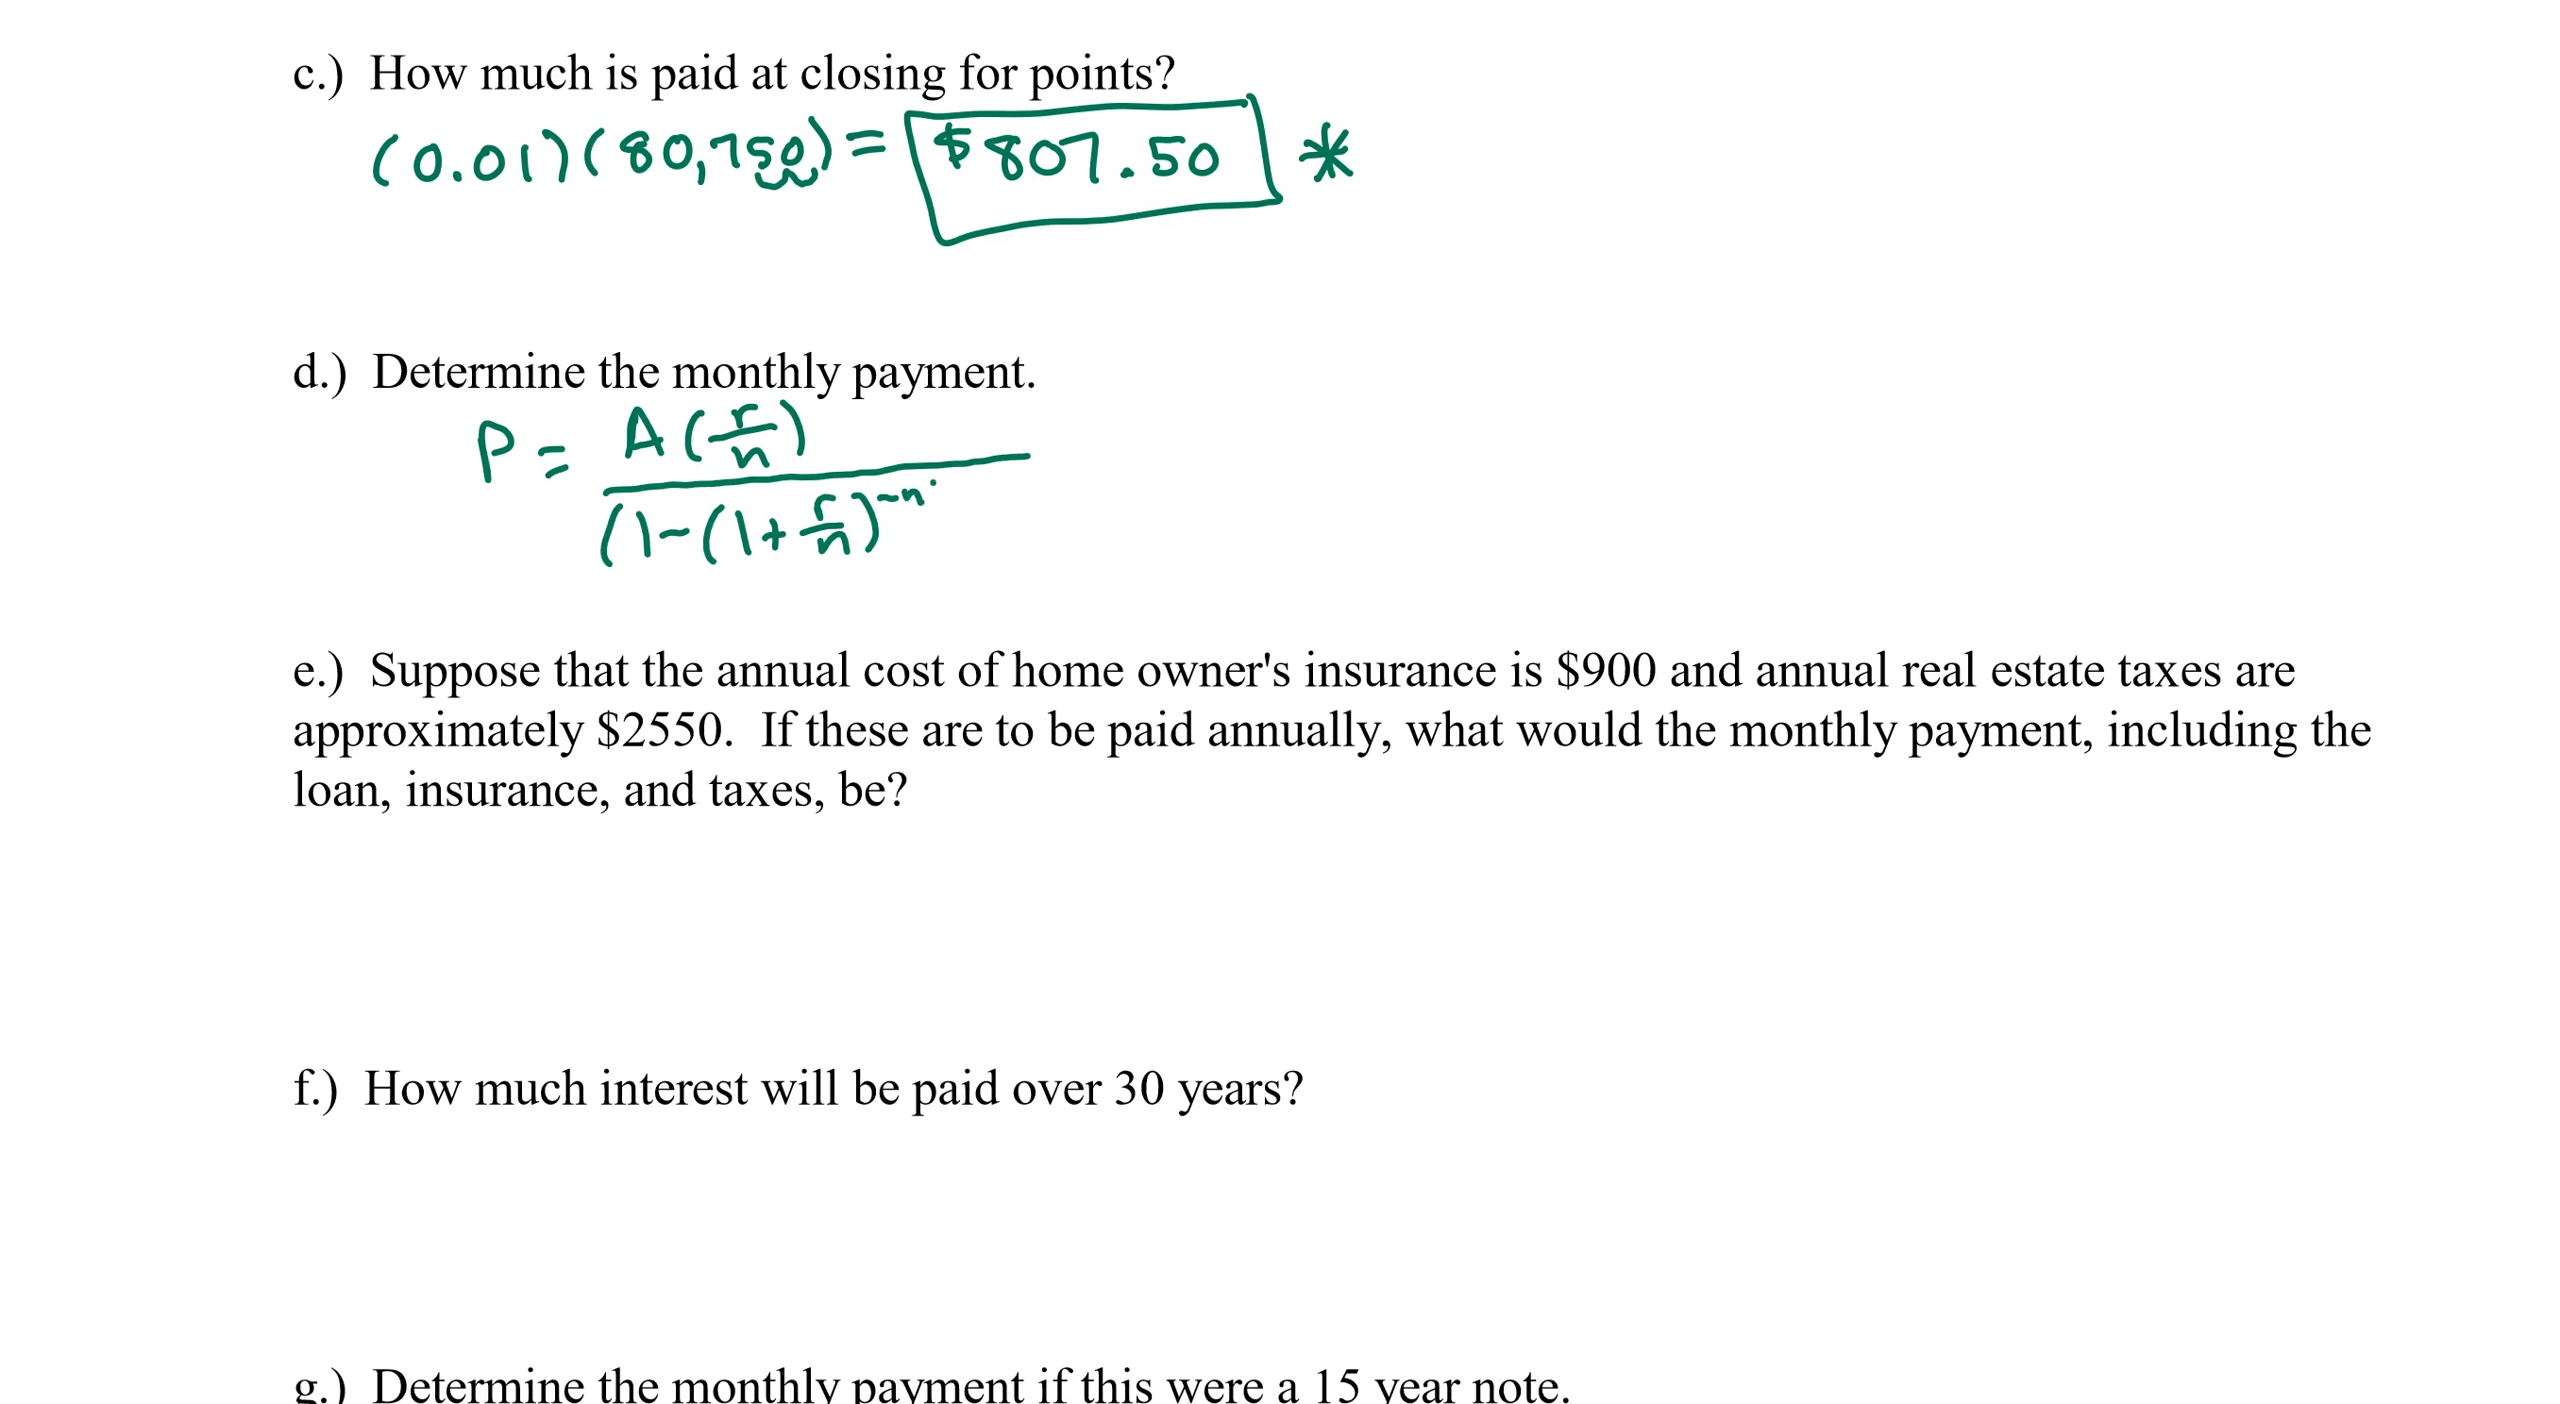 c.) How much is paid at closing for points?
(0.01)(80,750) = $807.50 *
d.) Determine the monthly payment.
P = A(r/n)
(1-(1+r/n)^-n·
e.) Suppose that the annual cost of home owner's insurance is $900 and annual real estate taxes are
approximately $2550. If these are to be paid annually, what would the monthly payment, including the
loan, insurance, and taxes, be?
f.) How much interest will be paid over 30 years?
g.) Determine the monthly payment if this were a 15 year note.